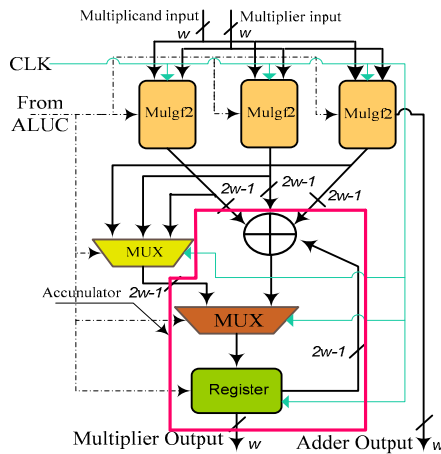 Multiplicand input
Multiplier input
w
w
CLK
From
ALUC
Mulgf2
Mulgf2
Mulgf2
2w-1
2w-1
2w-1
MUX
Accumulator
2w-1
MUX
2w-1
Register
Multiplier Output
w
Adder Output
w